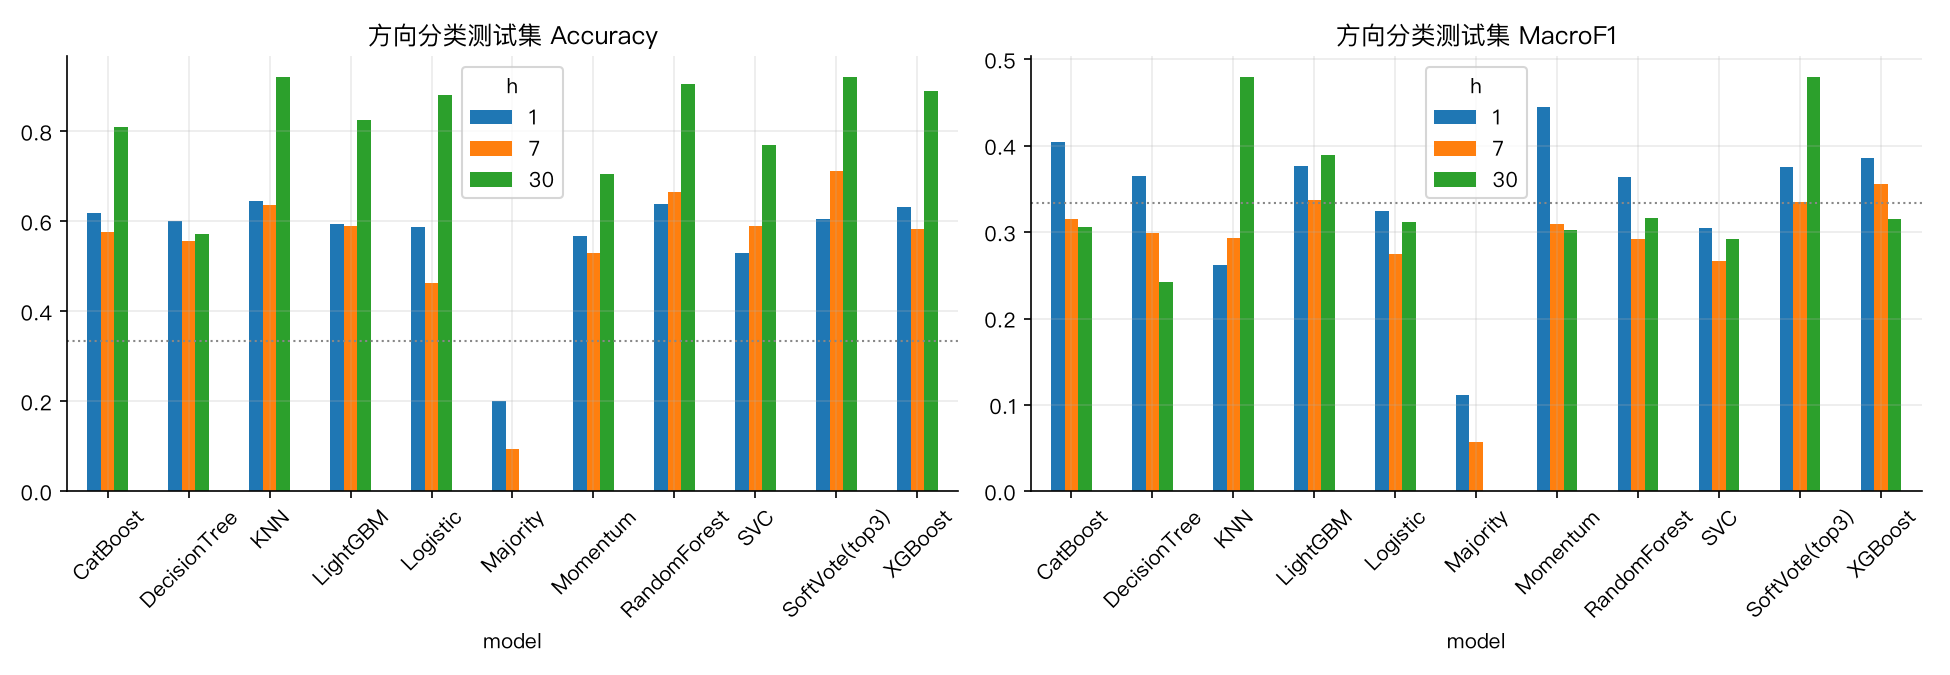 方向分类测试集 Accuracy
h
1
7
30
0.8
0.6
0.4
0.2
0.0
CatBoost
DecisionTree
KNN
LightGBM
Logistic
Majority
Momentum
RandomForest
SVC
SoftVote(top3)
XGBoost
model
方向分类测试集 MacroF1
h
1
7
30
0.5
0.4
0.3
0.2
0.1
0.0
CatBoost
DecisionTree
KNN
LightGBM
Logistic
Majority
Momentum
RandomForest
SVC
SoftVote(top3)
XGBoost
model